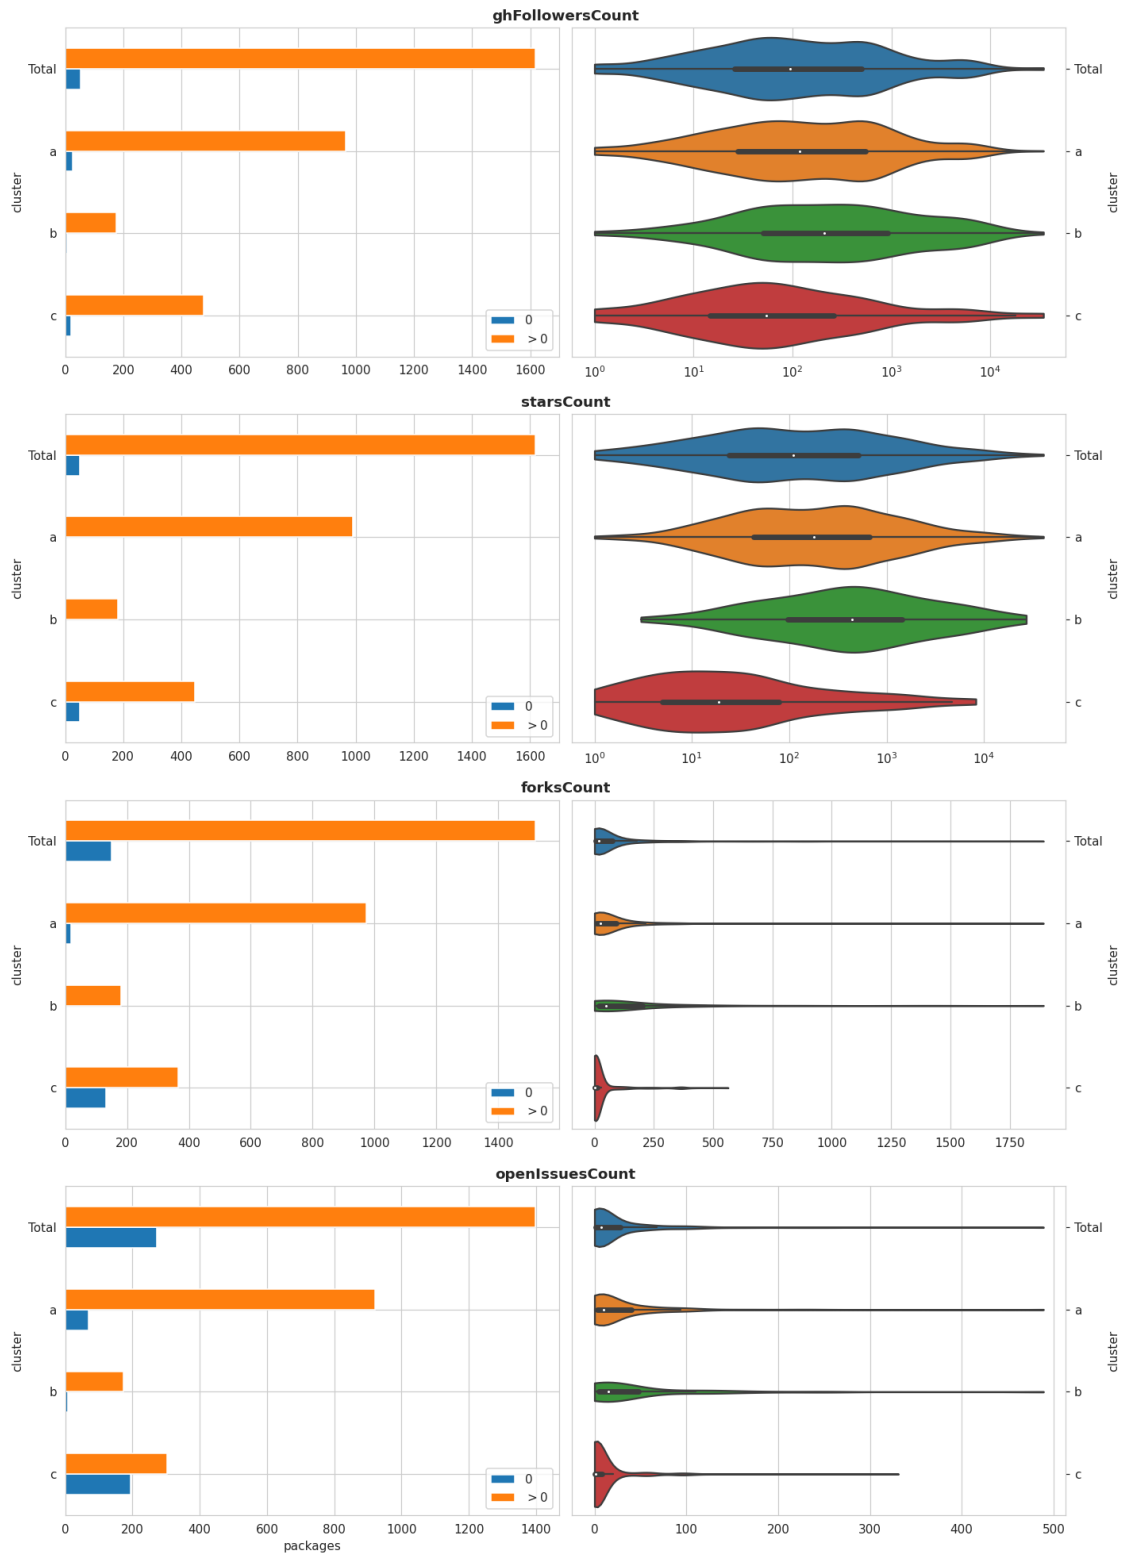 ghFollowersCount
cluster
Total
a
b
c
0
> 0
0 200 400 600 800 1000 1200 1400 1600
Total
a
b
c
cluster
10⁰ 10¹ 10² 10³ 10⁴
starsCount
cluster
Total
a
b
c
0
> 0
0 200 400 600 800 1000 1200 1400 1600
Total
a
b
c
cluster
10⁰ 10¹ 10² 10³ 10⁴
forksCount
cluster
Total
a
b
c
0
> 0
0 200 400 600 800 1000 1200 1400
Total
a
b
c
cluster
0 250 500 750 1000 1250 1500 1750
openIssuesCount
cluster
Total
a
b
c
0
> 0
0 200 400 600 800 1000 1200 1400
packages
Total
a
b
c
cluster
0 100 200 300 400 500